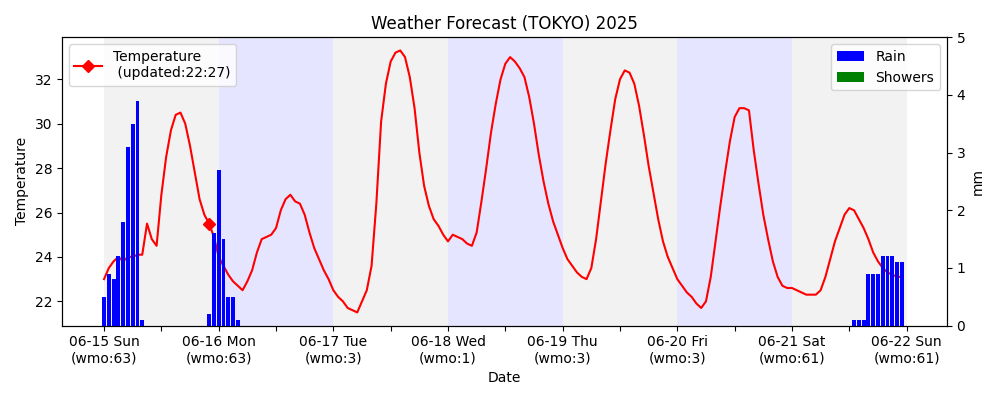 Weather Forecast (TOKYO) 2025
Temperature
(updated:22:27)
Rain
Showers
Temperature
32
30
28
26
24
22
5
4
3
2
1
0
mm
06-15 Sun
(wmo:63)
06-16 Mon
(wmo:63)
06-17 Tue
(wmo:3)
06-18 Wed
(wmo:1)
06-19 Thu
(wmo:3)
06-20 Fri
(wmo:3)
06-21 Sat
(wmo:61)
06-22 Sun
(wmo:61)
Date